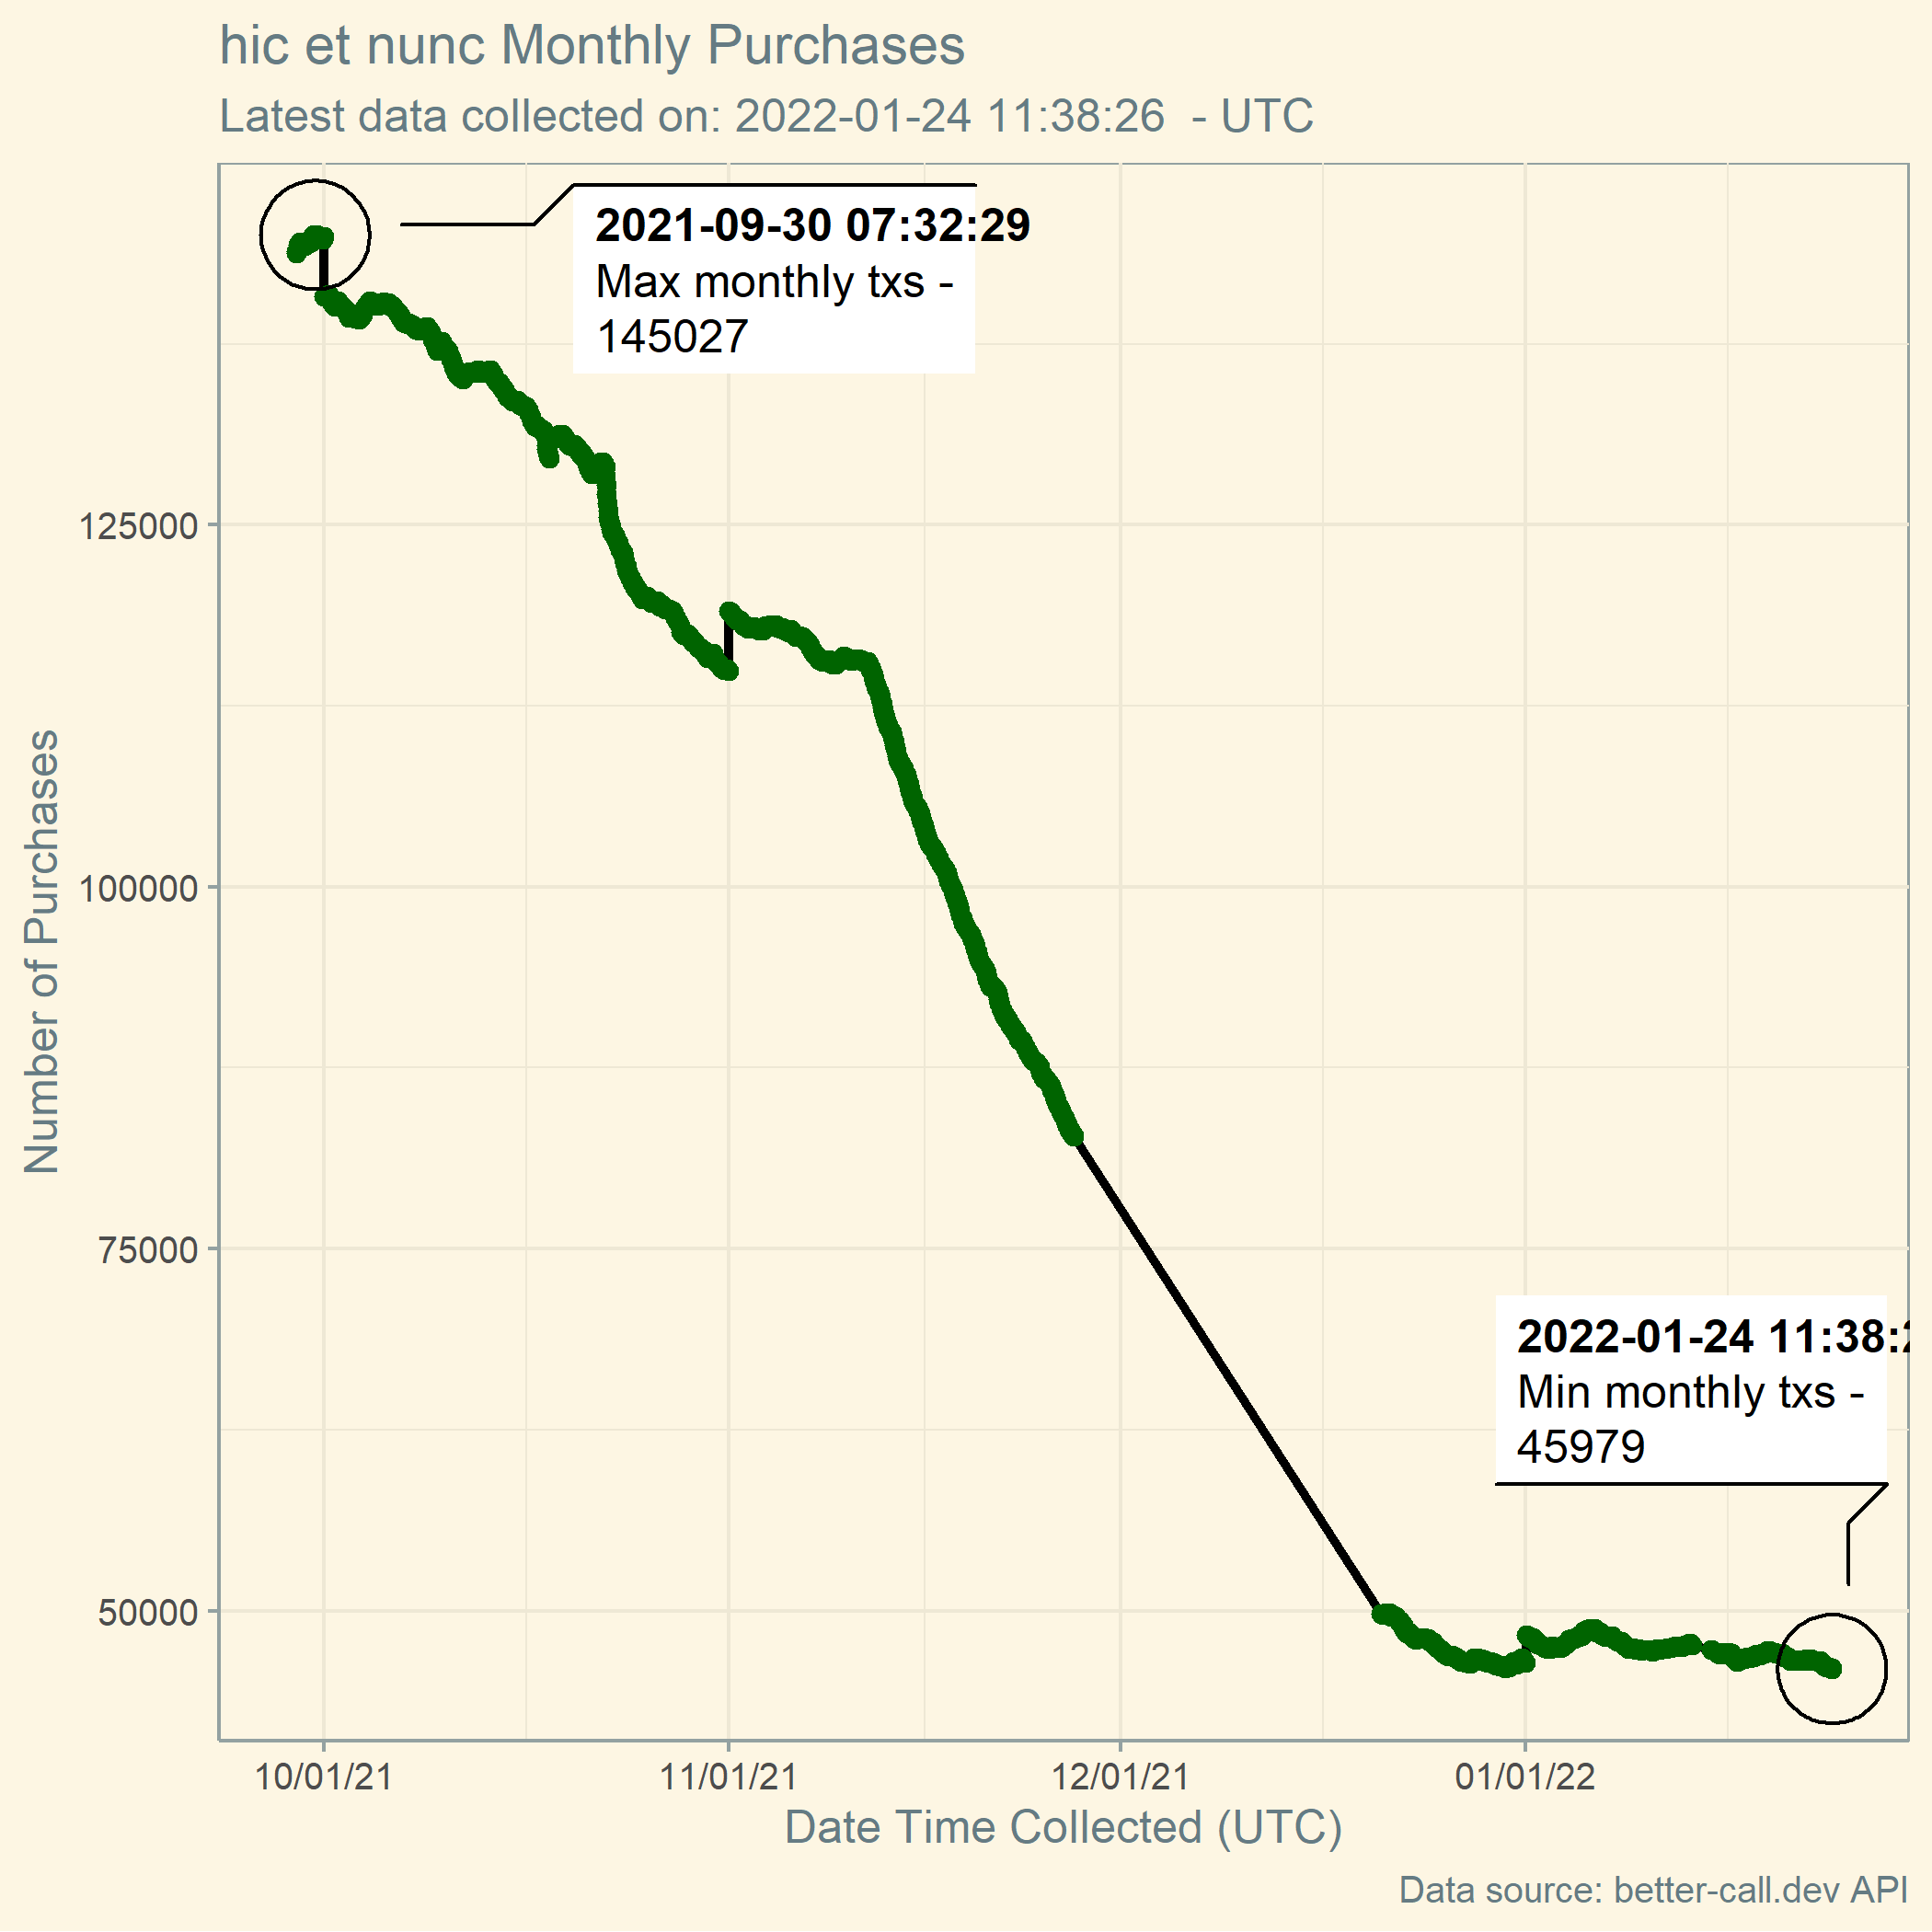 hic et nunc Monthly Purchases
Latest data collected on: 2022-01-24 11:38:26  - UTC
2021-09-30 07:32:29
Max monthly txs -
145027
Number of Purchases
125000
100000
75000
50000
2022-01-24 11:38:2
Min monthly txs -
45979
10/01/21
11/01/21
12/01/21
01/01/22
Date Time Collected (UTC)
Data source: better-call.dev API